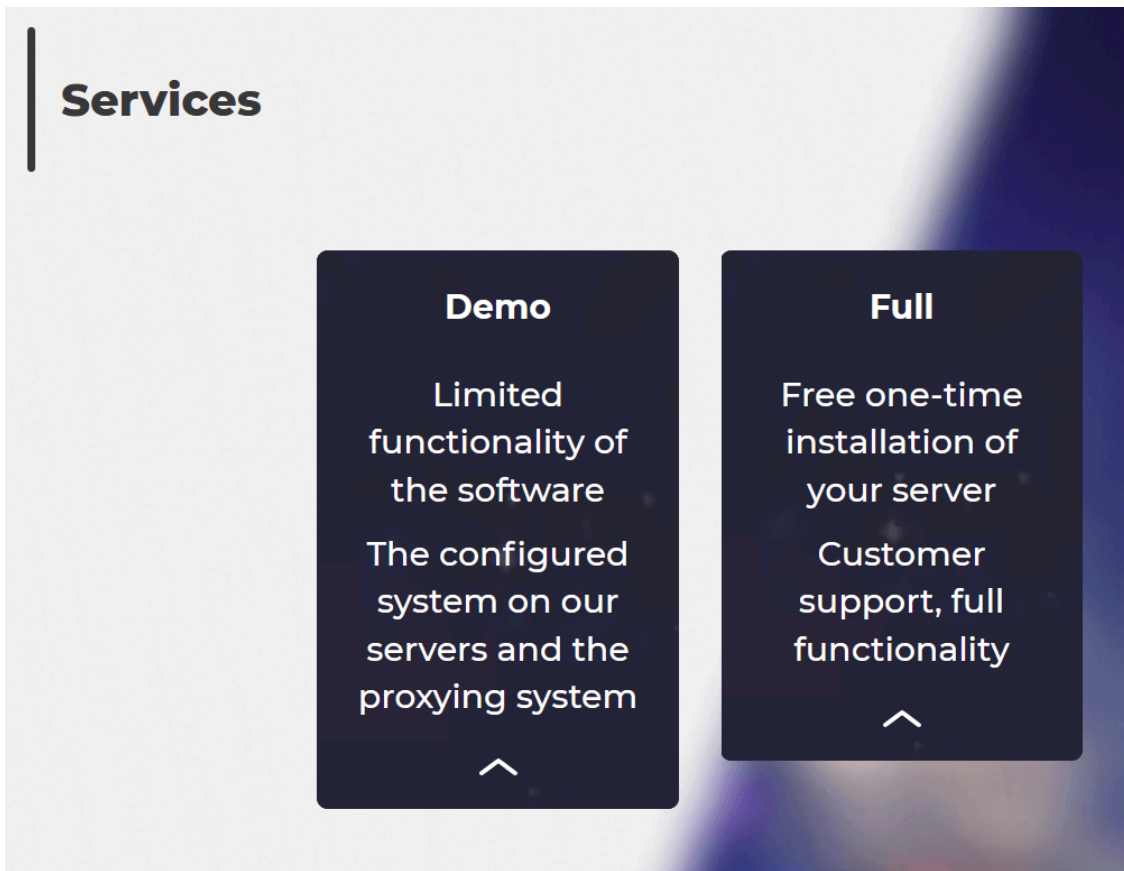 Services
Demo
Limited
functionality of
the software
The configured
system on our
servers and the
proxying system
Full
Free one-time
installation of
your server
Customer
support, full
functionality